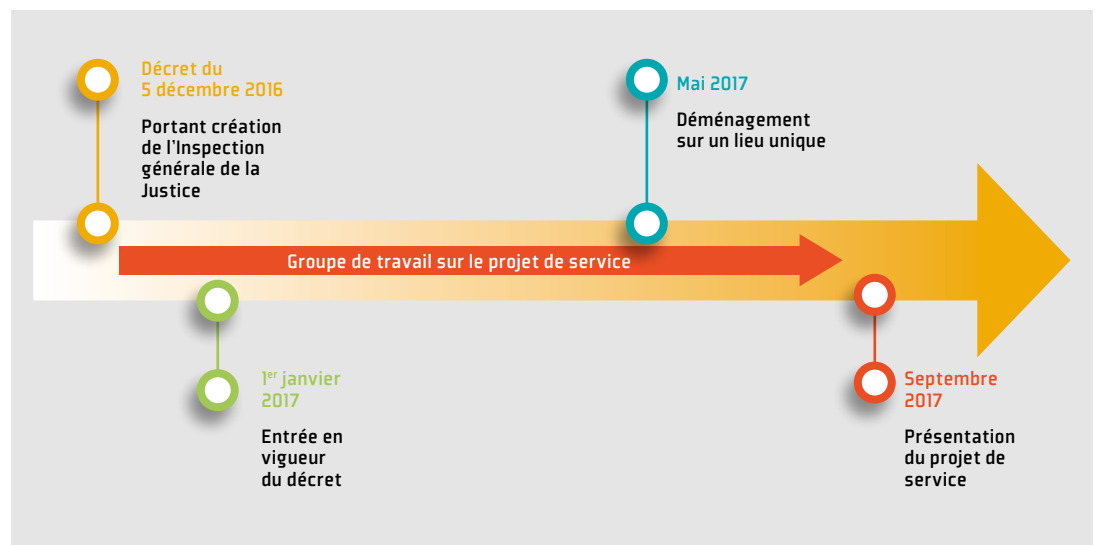 Décret du
5 décembre 2016
Portant création
de l'Inspection
générale de la
Justice
Mai 2017
Déménagement
sur un lieu unique
Groupe de travail sur le projet de service
1er janvier
2017
Entrée en
vigueur
du décret
Septembre
2017
Présentation
du projet de
service